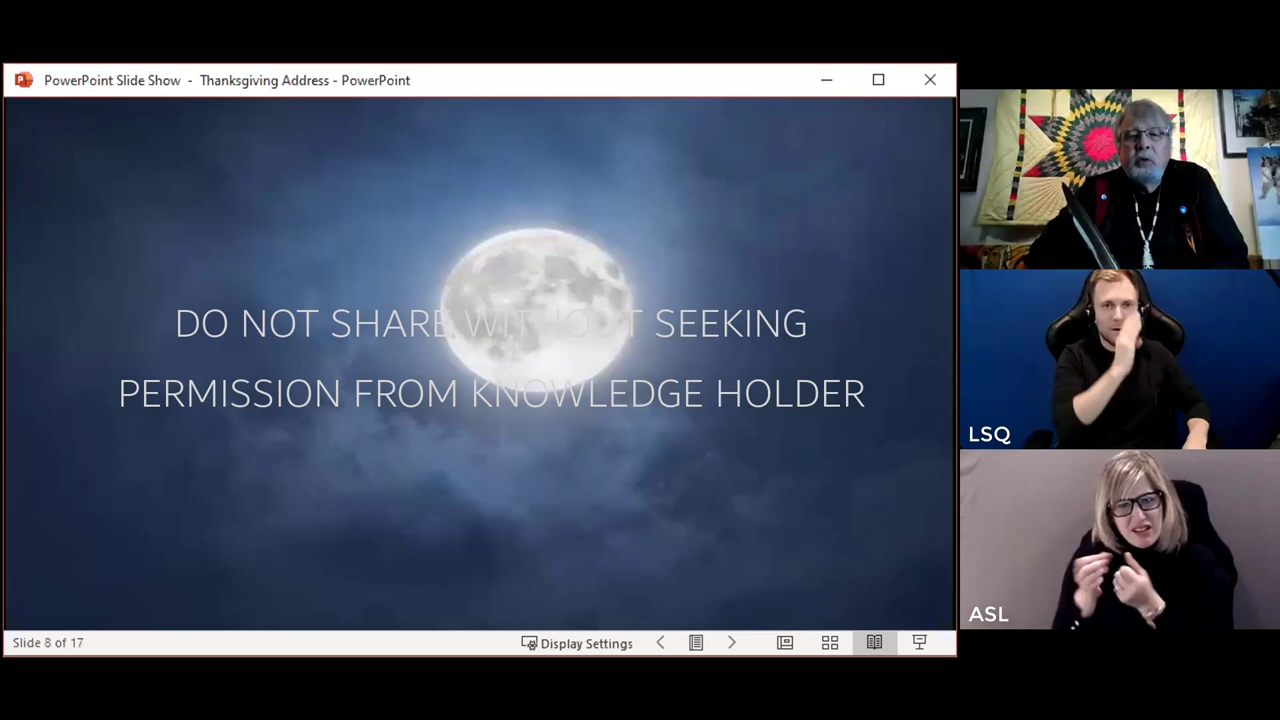 PowerPoint Slide Show - Thanksgiving Address - PowerPoint
DO NOT SHARE WITHOUT SEEKING
PERMISSION FROM KNOWLEDGE HOLDER
LSQ
ASL
Slide 8 of 17
Display Settings